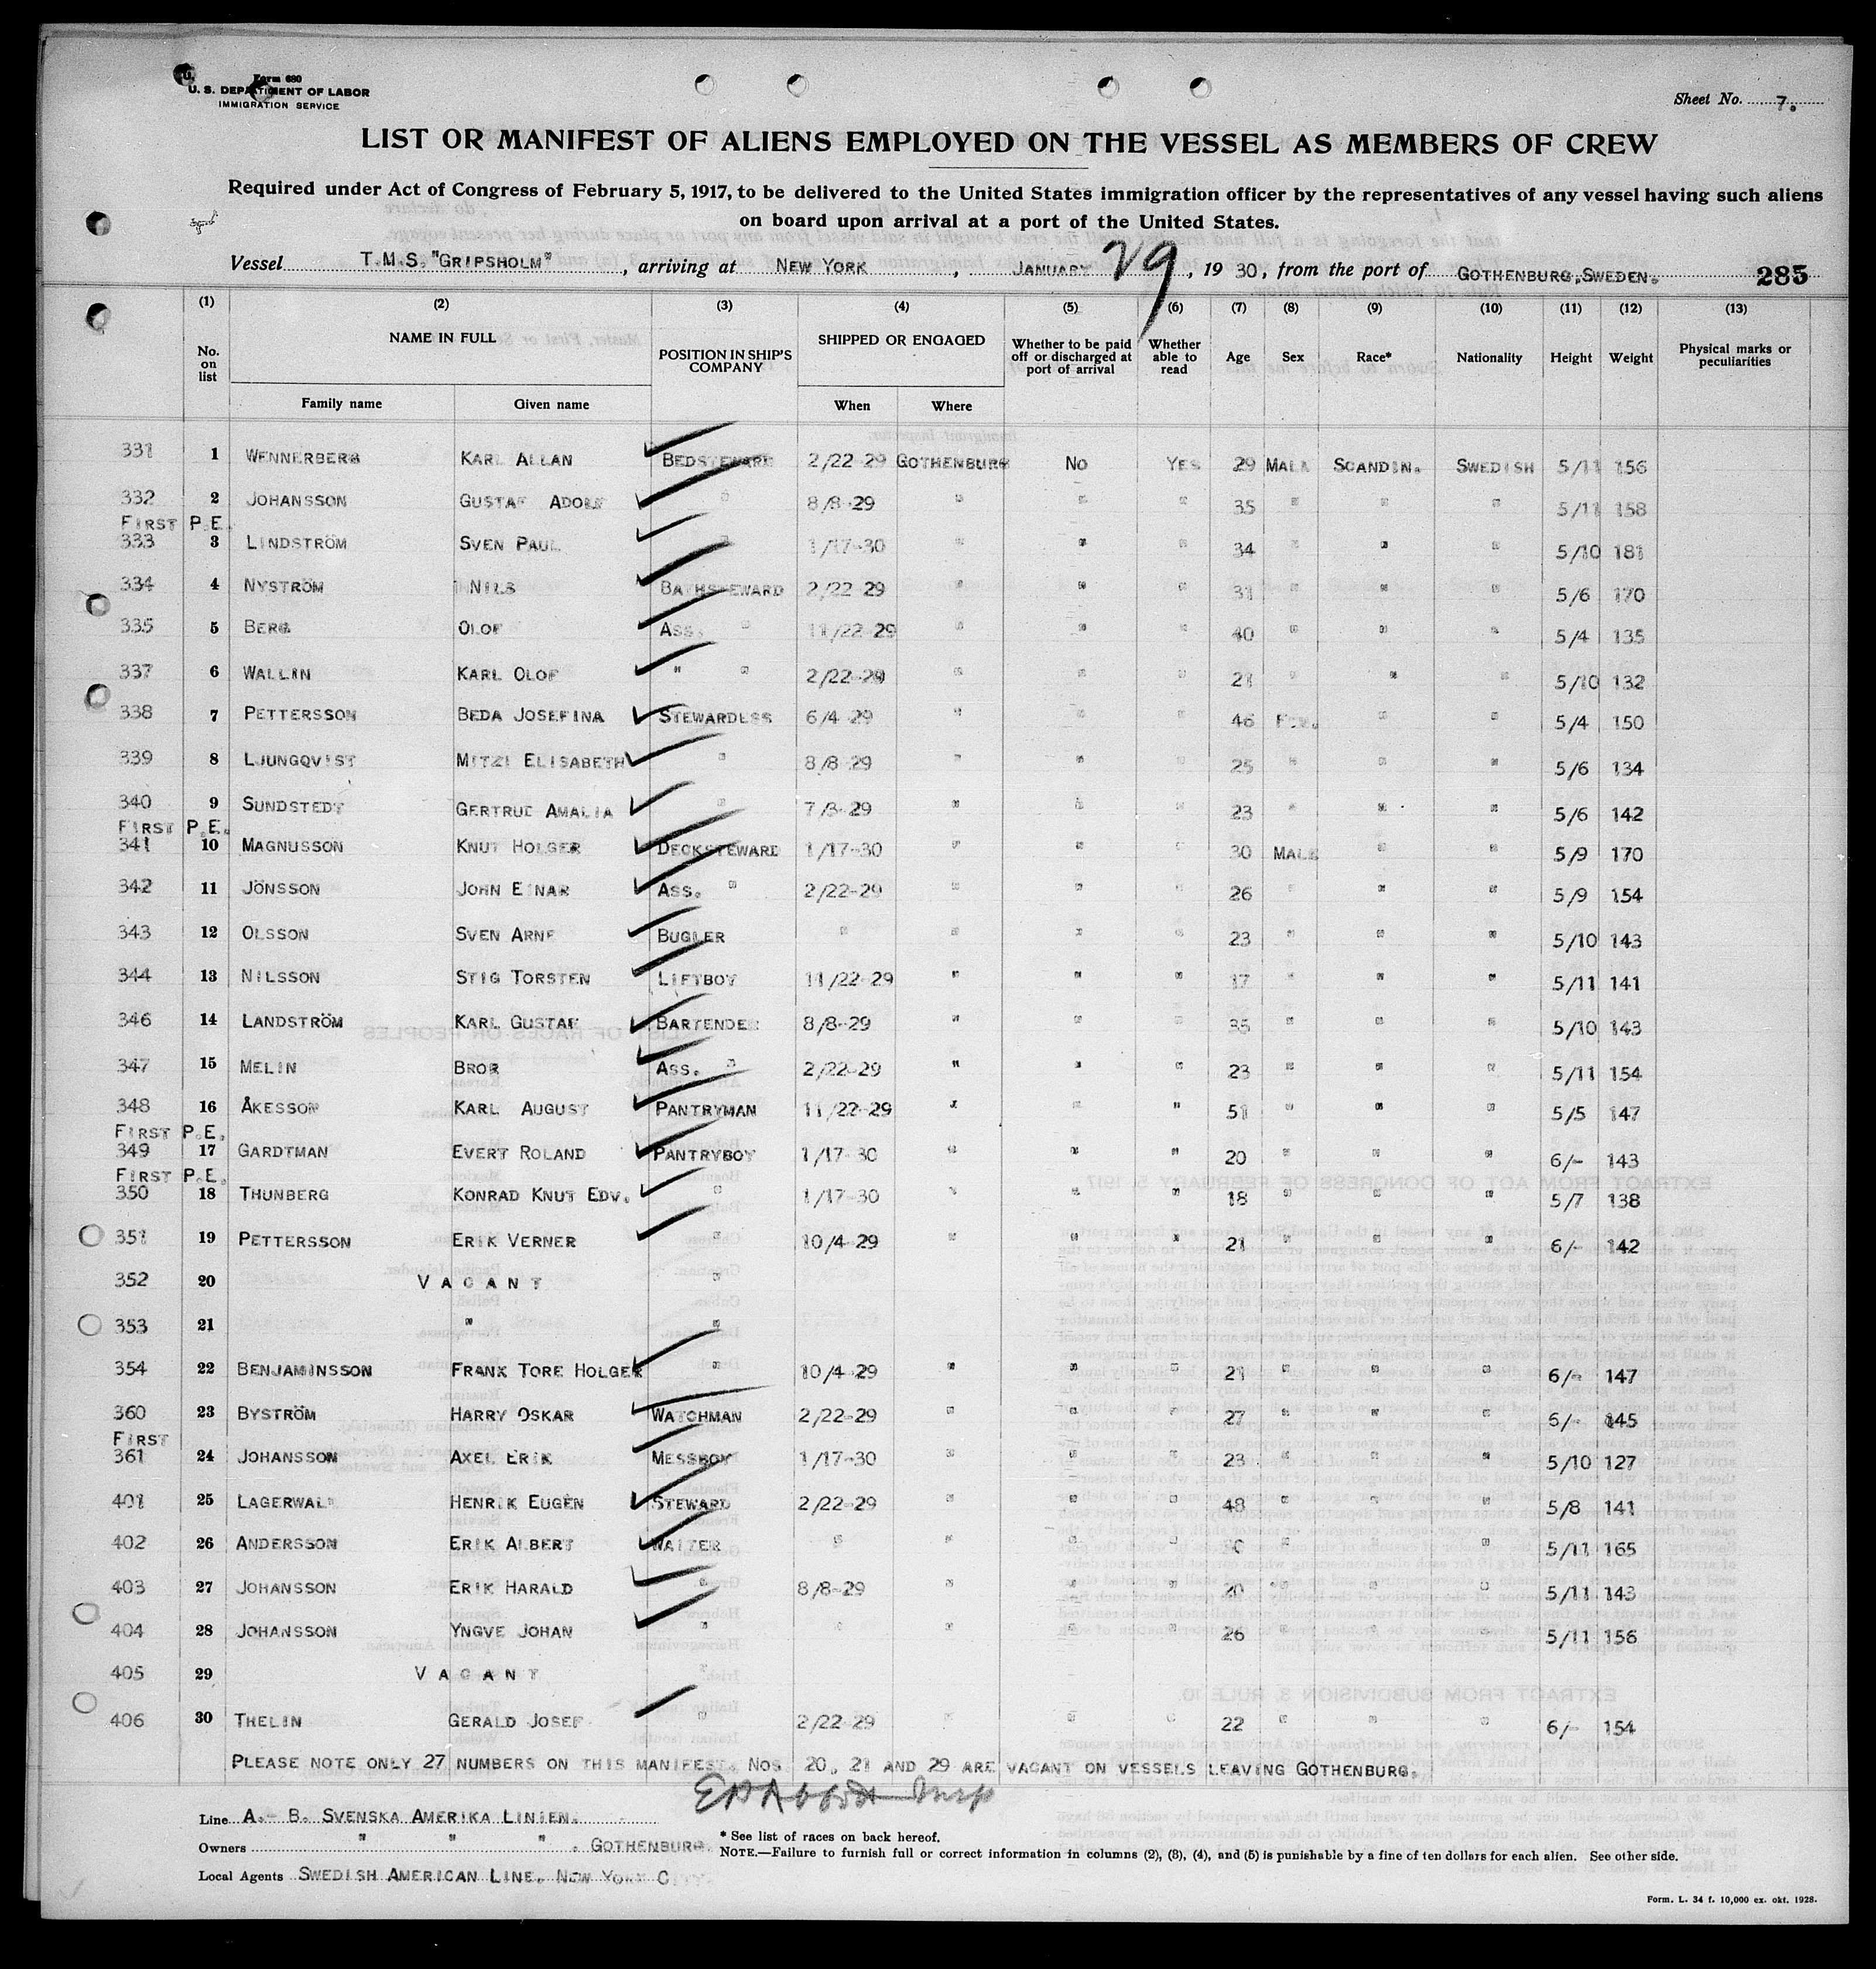 Form 680
U. S. DEPARTMENT OF LABOR
IMMIGRATION SERVICE
Sheet No. 7.
LIST OR MANIFEST OF ALIENS EMPLOYED ON THE VESSEL AS MEMBERS OF CREW
Required under Act of Congress of February 5, 1917, to be delivered to the United States immigration officer by the representatives of any vessel having such aliens
on board upon arrival at a port of the United States.
Vessel T.M.S. "GRIPSHOLM", arriving at NEW YORK, JANUARY 29, 1930, from the port of GOTHENBURG, SWEDEN. 285
(1) (2) (3) (4) (5) (6) (7) (8) (9) (10) (11) (12) (13)
No. on list NAME IN FULL POSITION IN SHIP'S COMPANY SHIPPED OR ENGAGED Whether to be paid off or discharged at port of arrival Whether able to read Age Sex Race* Nationality Height Weight Physical marks or peculiarities
Family name Given name When Where
331 1 WENNERBERG KARL ALLAN BEDSTEWARD 2/22-29 GOTHENBURG NO YES 29 MALE SCANDIN. SWEDISH 5/11 156
332 2 JOHANSSON GUSTAF ADOLF " 8/8-29 " " " 35 " " " 5/11 158
FIRST P.E.
333 3 LINDSTRÖM SVEN PAUL " 1/17-30 " " " 34 " " " 5/10 181
334 4 NYSTRÖM NILS BATHSTEWARD 2/22-29 " " " 31 " " " 5/6 170
335 5 BERG OLOF ASS. " 11/22-29 " " " 40 " " " 5/4 135
337 6 WALLIN KARL OLOF " " 2/22-29 " " " 21 " " " 5/10 132
338 7 PETTERSSON BEDA JOSEFINA STEWARDESS 6/4-29 " " " 46 FEM. " " 5/4 150
339 8 LJUNGQVIST MITZI ELISABETH " 8/8-29 " " " 25 " " " 5/6 134
340 9 SUNDSTEDT GERTRUD AMALIA " 7/3-29 " " " 23 " " " 5/6 142
FIRST P.E.
341 10 MAGNUSSON KNUT HOLGER DECKSTEWARD 1/17-30 " " " 30 MALE " " 5/9 170
342 11 JÖNSSON JOHN EINAR ASS. " 2/22-29 " " " 26 " " " 5/9 154
343 12 OLSSON SVEN ARNE BUGLER " " " " 23 " " " 5/10 143
344 13 NILSSON STIG TORSTEN LIFTBOY 11/22-29 " " " 17 " " " 5/11 141
346 14 LANDSTRÖM KARL GUSTAF BARTENDER 8/8-29 " " " 35 " " " 5/10 143
347 15 MELIN BROR ASS. " 2/22-29 " " " 23 " " " 5/11 154
348 16 ÅKESSON KARL AUGUST PANTRYMAN 11/22-29 " " " 51 " " " 5/5 147
FIRST P.E.
349 17 GARDTMAN EVERT ROLAND PANTRYBOY 1/17-30 " " " 20 " " " 6/- 143
FIRST P.E.
350 18 THUNBERG KONRAD KNUT EDV. " 1/17-30 " " " 18 " " " 5/7 138
351 19 PETTERSSON ERIK VERNER " 10/4-29 " " " 21 " " " 6/- 142
352 20 VACANT "
353 21 " "
354 22 BENJAMINSSON FRANK TORE HOLGER " 10/4-29 " " " 21 " " " 6/- 147
360 23 BYSTRÖM HARRY OSKAR WATCHMAN 2/22-29 " " " 27 " " " 6/- 145
FIRST
361 24 JOHANSSON AXEL ERIK MESSBOY 1/17-30 " " " 23 " " " 5/10 127
401 25 LAGERWALL HENRIK EUGÊN STEWARD 2/22-29 " " " 48 " " " 5/8 141
402 26 ANDERSSON ERIK ALBERT WAITER " " " " " " " 5/11 165
403 27 JOHANSSON ERIK HARALD " 8/8-29 " " " " " " 5/11 143
404 28 JOHANSSON YNGVE JOHAN " " " " " 26 " " " 5/11 156
405 29 VACANT "
406 30 THELIN GERALD JOSEF " 2/22-29 " " " 22 " " " 6/- 154
PLEASE NOTE ONLY 27 NUMBERS ON THIS MANIFEST. NOS. 20, 21 AND 29 ARE VACANT ON VESSELS LEAVING GOTHENBURG.
Line A.- B. SVENSKA AMERIKA LINIEN.
Owners " " ". GOTHENBURG.
Local Agents SWEDISH AMERICAN LINE, NEW YORK CITY.
* See list of races on back hereof.
NOTE.—Failure to furnish full or correct information in columns (2), (3), (4), and (5) is punishable by a fine of ten dollars for each alien. See other side.
Form. L. 34 f. 10,000 ex. okt. 1928.